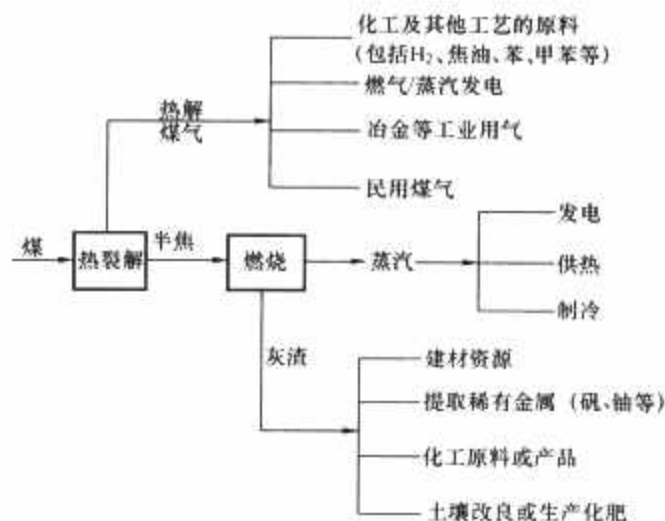 化工及其他工艺的原料
(包括H₂、焦油、苯、甲苯等)
燃气/蒸汽发电
热解
煤气
冶金等工业用气
民用煤气
煤
热裂解
半焦
燃烧
蒸汽
发电
供热
制冷
灰渣
建材资源
提取稀有金属（矾、铀等)
化工原料或产品
土壤改良或生产化肥